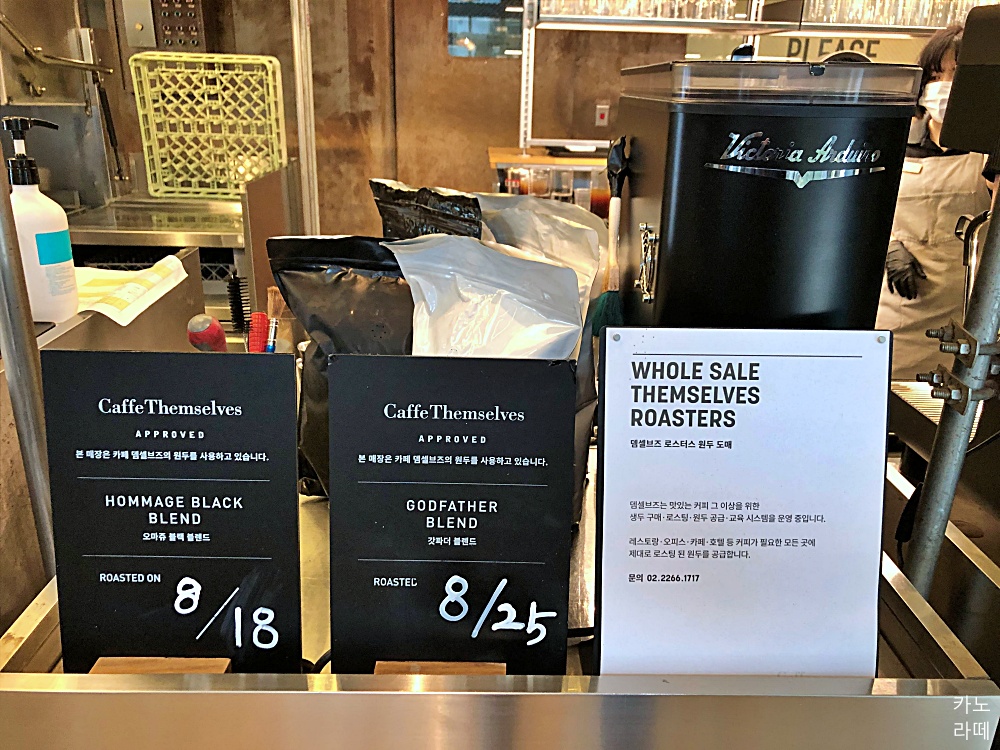 PLEASE
Victoria Arduino
CaffeThemselves
APPROVED
본 매장은 카페 뎀셀브즈의 원두를 사용하고 있습니다.
HOMMAGE BLACK
BLEND
오마쥬 블랙 블렌드
ROASTED ON
8/18
CaffeThemselves
APPROVED
본 매장은 카페 뎀셀브즈의 원두를 사용하고 있습니다.
GODFATHER
BLEND
갓파더 블렌드
ROASTED
8/25
WHOLE SALE
THEMSELVES
ROASTERS
뎀셀브즈 로스터스 원두 도매
뎀셀브즈는 맛있는 커피 그 이상을 위한
생두 구매·로스팅·원두 공급·교육 시스템을 운영 중입니다.
레스토랑·오피스·카페·호텔 등 커피가 필요한 모든 곳에
제대로 로스팅 된 원두를 공급합니다.
문의 02.2266.1717
카노
라떼